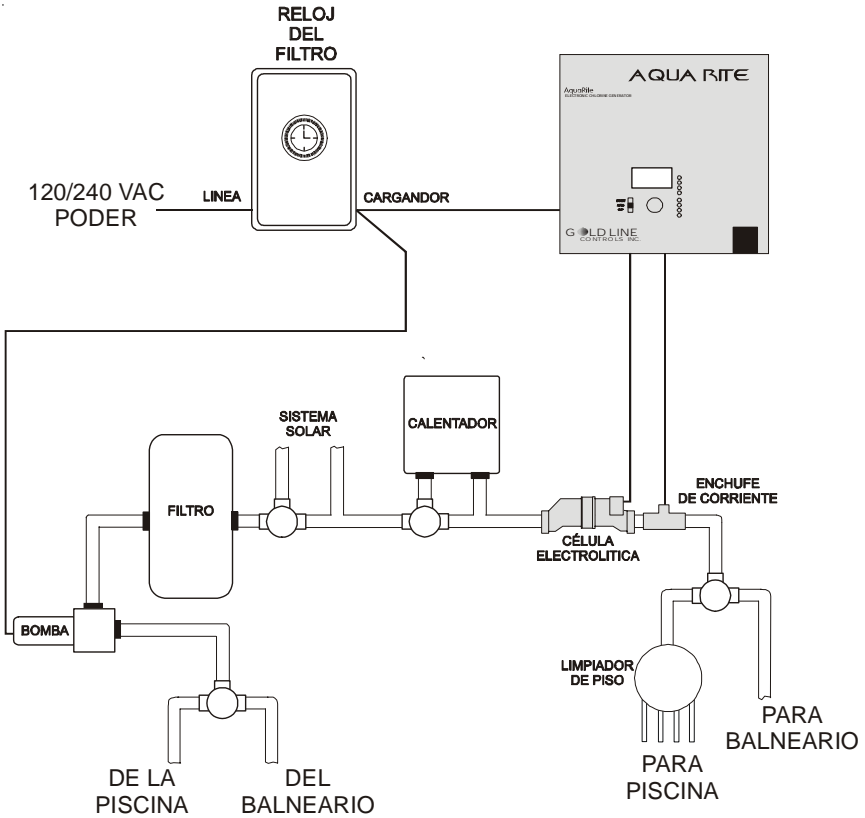 RELOJ
DEL
FILTRO
AQUA RITE
AquaRite
ELECTRONIC CHLORINE GENERATOR
120/240 VAC
PODER
LINEA
CARGANDOR
GOLDLINE
CONTROLS INC.
SISTEMA
SOLAR
CALENTADOR
ENCHUFE
DE CORRIENTE
FILTRO
CÉLULA
ELECTROLITICA
BOMBA
LIMPIADOR
DE PISO
PARA
BALNEARIO
PARA
PISCINA
DE LA
PISCINA
DEL
BALNEARIO